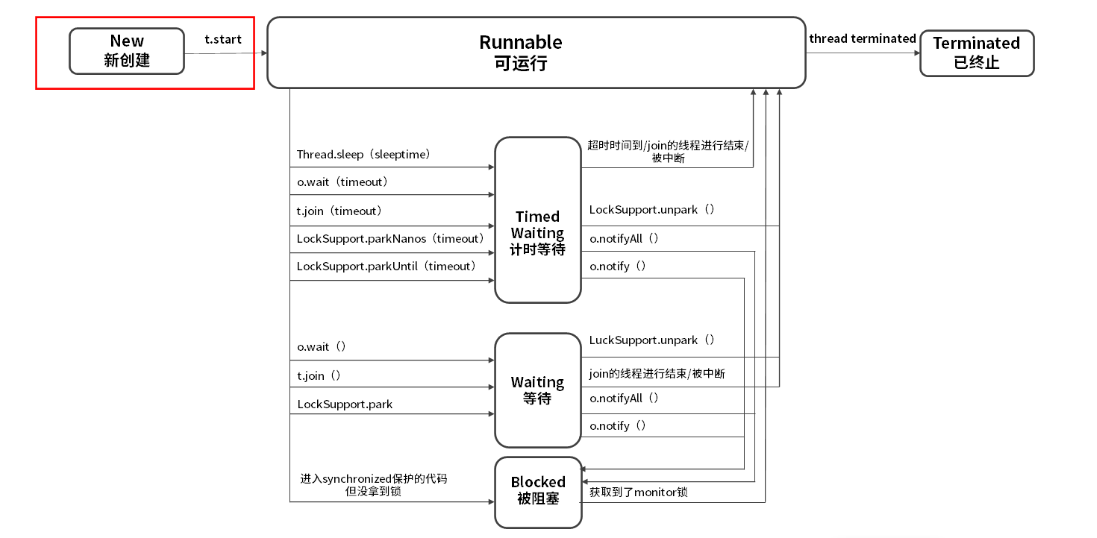 New
新创建
t.start
Runnable
可运行
thread terminated
Terminated
已终止
Thread.sleep（sleeptime）
o.wait（timeout）
t.join（timeout）
LockSupport.parkNanos（timeout）
LockSupport.parkUntil（timeout）
Timed
Waiting
计时等待
超时时间到/join的线程进行结束/
被中断
LockSupport.unpark（）
o.notifyAll（）
o.notify（）
o.wait（）
t.join（）
LockSupport.park
Waiting
等待
LuckSupport.unpark（）
join的线程进行结束/被中断
o.notifyAll（）
o.notify（）
进入synchronized保护的代码
但没拿到锁
Blocked
被阻塞
获取到了monitor锁